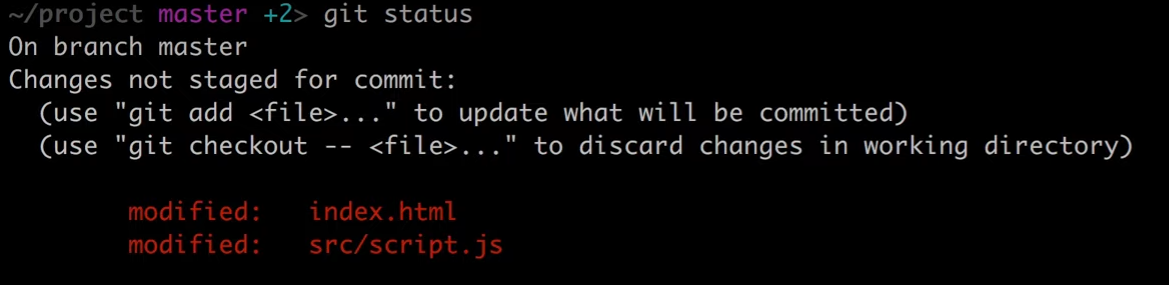 ~/project master +2> git status
On branch master
Changes not staged for commit:
(use "git add <file>..." to update what will be committed)
(use "git checkout -- <file>..." to discard changes in working directory)
modified: index.html
modified: src/script.js